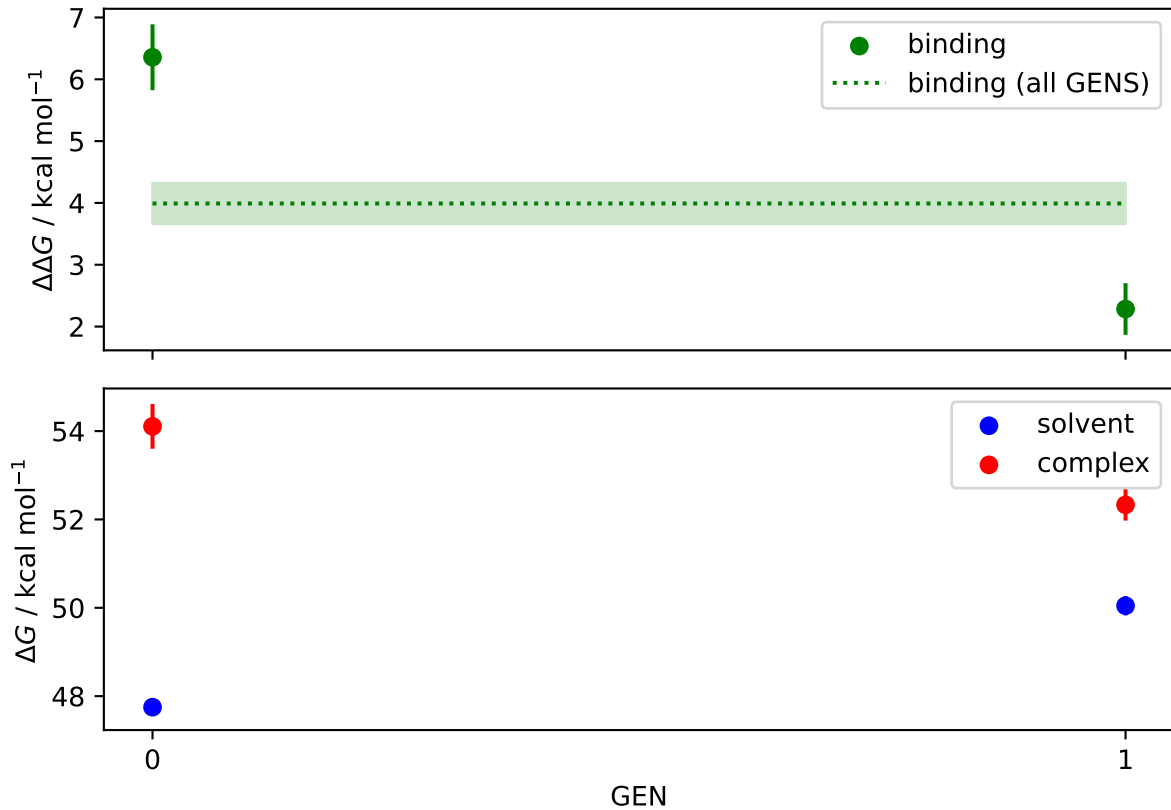 7
6
5
4
3
2
ΔΔG / kcal mol⁻¹
binding
binding (all GENS)
54
52
50
48
ΔG / kcal mol⁻¹
solvent
complex
0
1
GEN